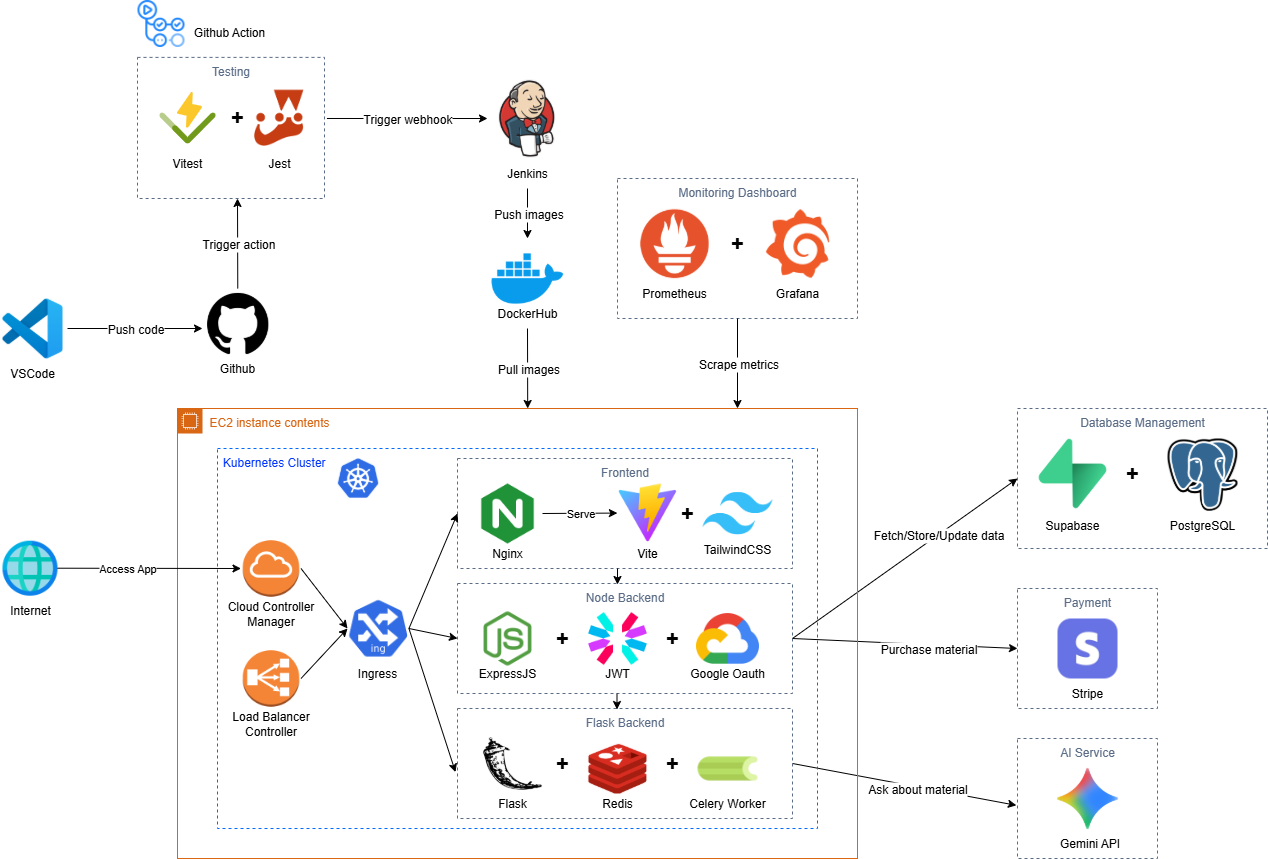 Github Action
Testing
Vitest
Jest
Trigger webhook
Jenkins
Push images
DockerHub
Pull images
Trigger action
VSCode
Push code
Github
Monitoring Dashboard
Prometheus
Grafana
Scrape metrics
EC2 instance contents
Kubernetes Cluster
Internet
Access App
Cloud Controller
Manager
Load Balancer
Controller
ing
Ingress
Frontend
Nginx
Serve
Vite
TailwindCSS
Node Backend
JS
ExpressJS
JWT
Google Oauth
Flask Backend
Flask
Redis
Celery Worker
Fetch/Store/Update data
Purchase material
Ask about material
Database Management
Supabase
PostgreSQL
Payment
S
Stripe
AI Service
Gemini API